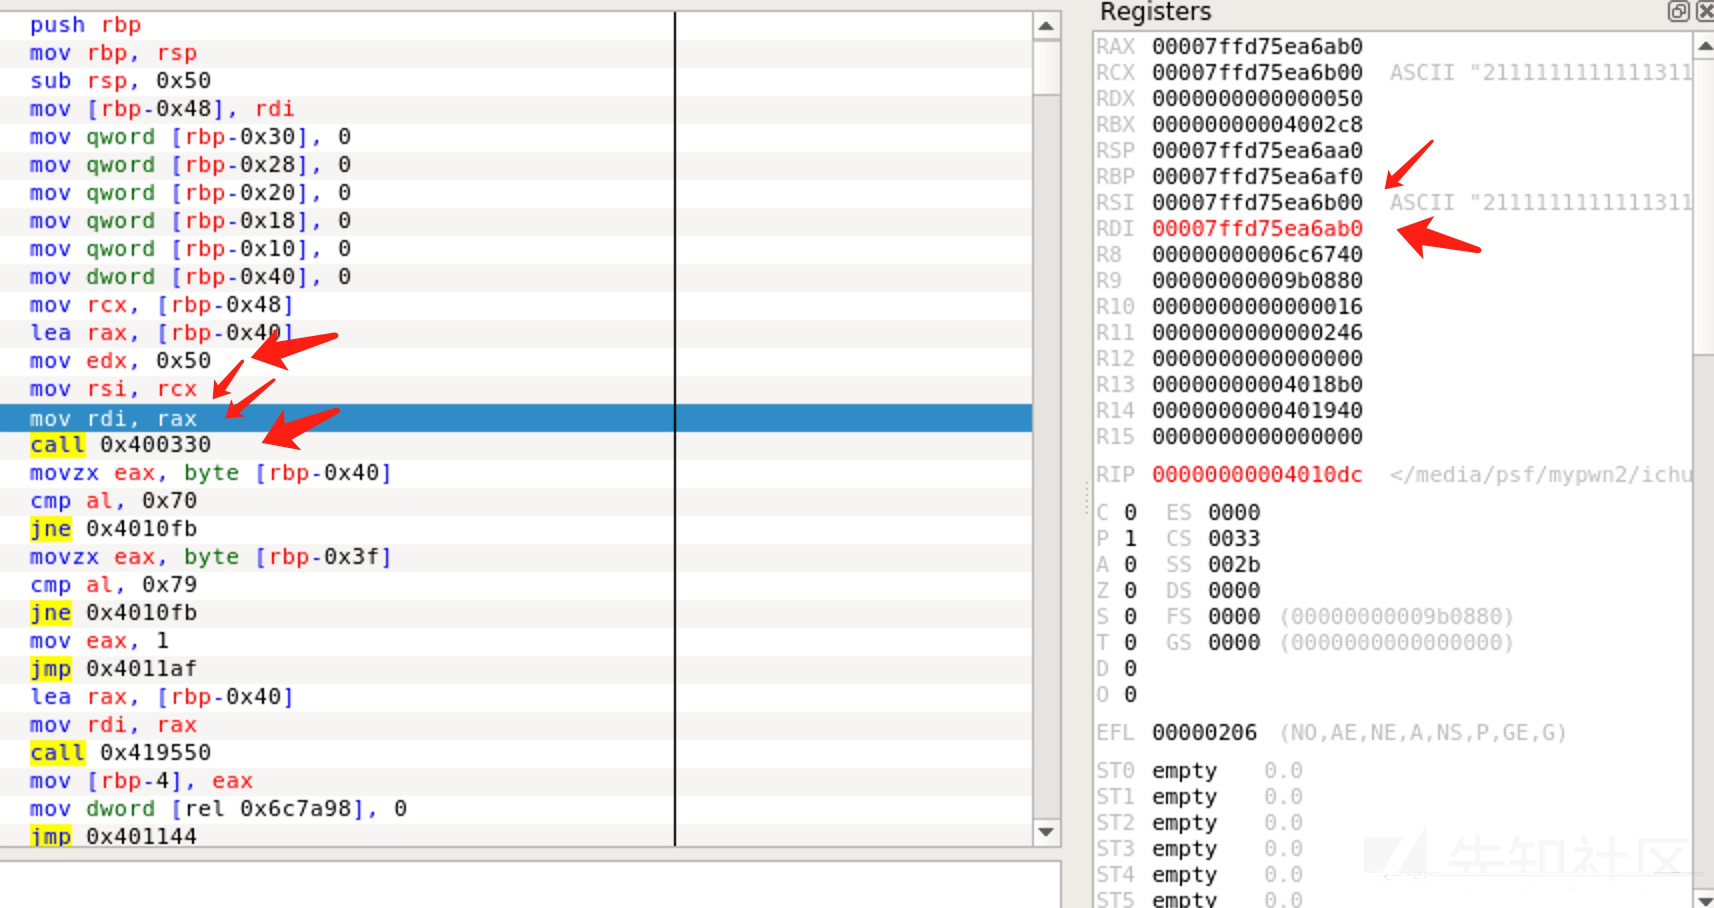 push rbp
mov rbp, rsp
sub rsp, 0x50
mov [rbp-0x48], rdi
mov qword [rbp-0x30], 0
mov qword [rbp-0x28], 0
mov qword [rbp-0x20], 0
mov qword [rbp-0x18], 0
mov qword [rbp-0x10], 0
mov dword [rbp-0x40], 0
mov rcx, [rbp-0x48]
lea rax, [rbp-0x40]
mov edx, 0x50
mov rsi, rcx
mov rdi, rax
call 0x400330
movzx eax, byte [rbp-0x40]
cmp al, 0x70
jne 0x4010fb
movzx eax, byte [rbp-0x3f]
cmp al, 0x79
jne 0x4010fb
mov eax, 1
jmp 0x4011af
lea rax, [rbp-0x40]
mov rdi, rax
call 0x419550
mov [rbp-4], eax
mov dword [rel 0x6c7a98], 0
jmp 0x401144
Registers
RAX 00007ffd75ea6ab0
RCX 00007ffd75ea6b00 ASCII "2111111111111311
RDX 0000000000000050
RBX 00000000004002c8
RSP 00007ffd75ea6aa0
RBP 00007ffd75ea6af0
RSI 00007ffd75ea6b00 ASCII "2111111111111311
RDI 00007ffd75ea6ab0
R8 00000000006c6740
R9 00000000009b0880
R10 0000000000000016
R11 0000000000000246
R12 0000000000000000
R13 00000000004018b0
R14 0000000000401940
R15 0000000000000000
RIP 00000000004010dc </media/psf/mypwn2/ichu
C 0 ES 0000
P 1 CS 0033
A 0 SS 002b
Z 0 DS 0000
S 0 FS 0000 (00000000009b0880)
T 0 GS 0000 (0000000000000000)
D 0
O 0
EFL 00000206 (NO,AE,NE,A,NS,P,GE,G)
ST0 empty 0.0
ST1 empty 0.0
ST2 empty 0.0
ST3 empty 0.0
ST4 empty 0.0
ST5 empty 0.0